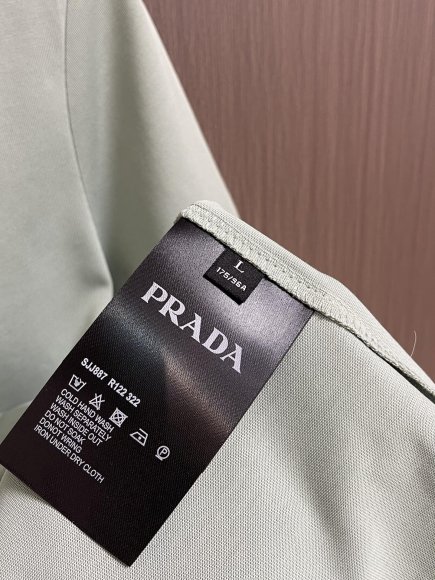 L
175/96A
PRADA
SJJ887 R122 322
COLD HAND WASH
WASH SEPARATELY
WASH INSIDE OUT
DO NOT SOAK
DO NOT WRING
IRON UNDER DRY CLOTH
P